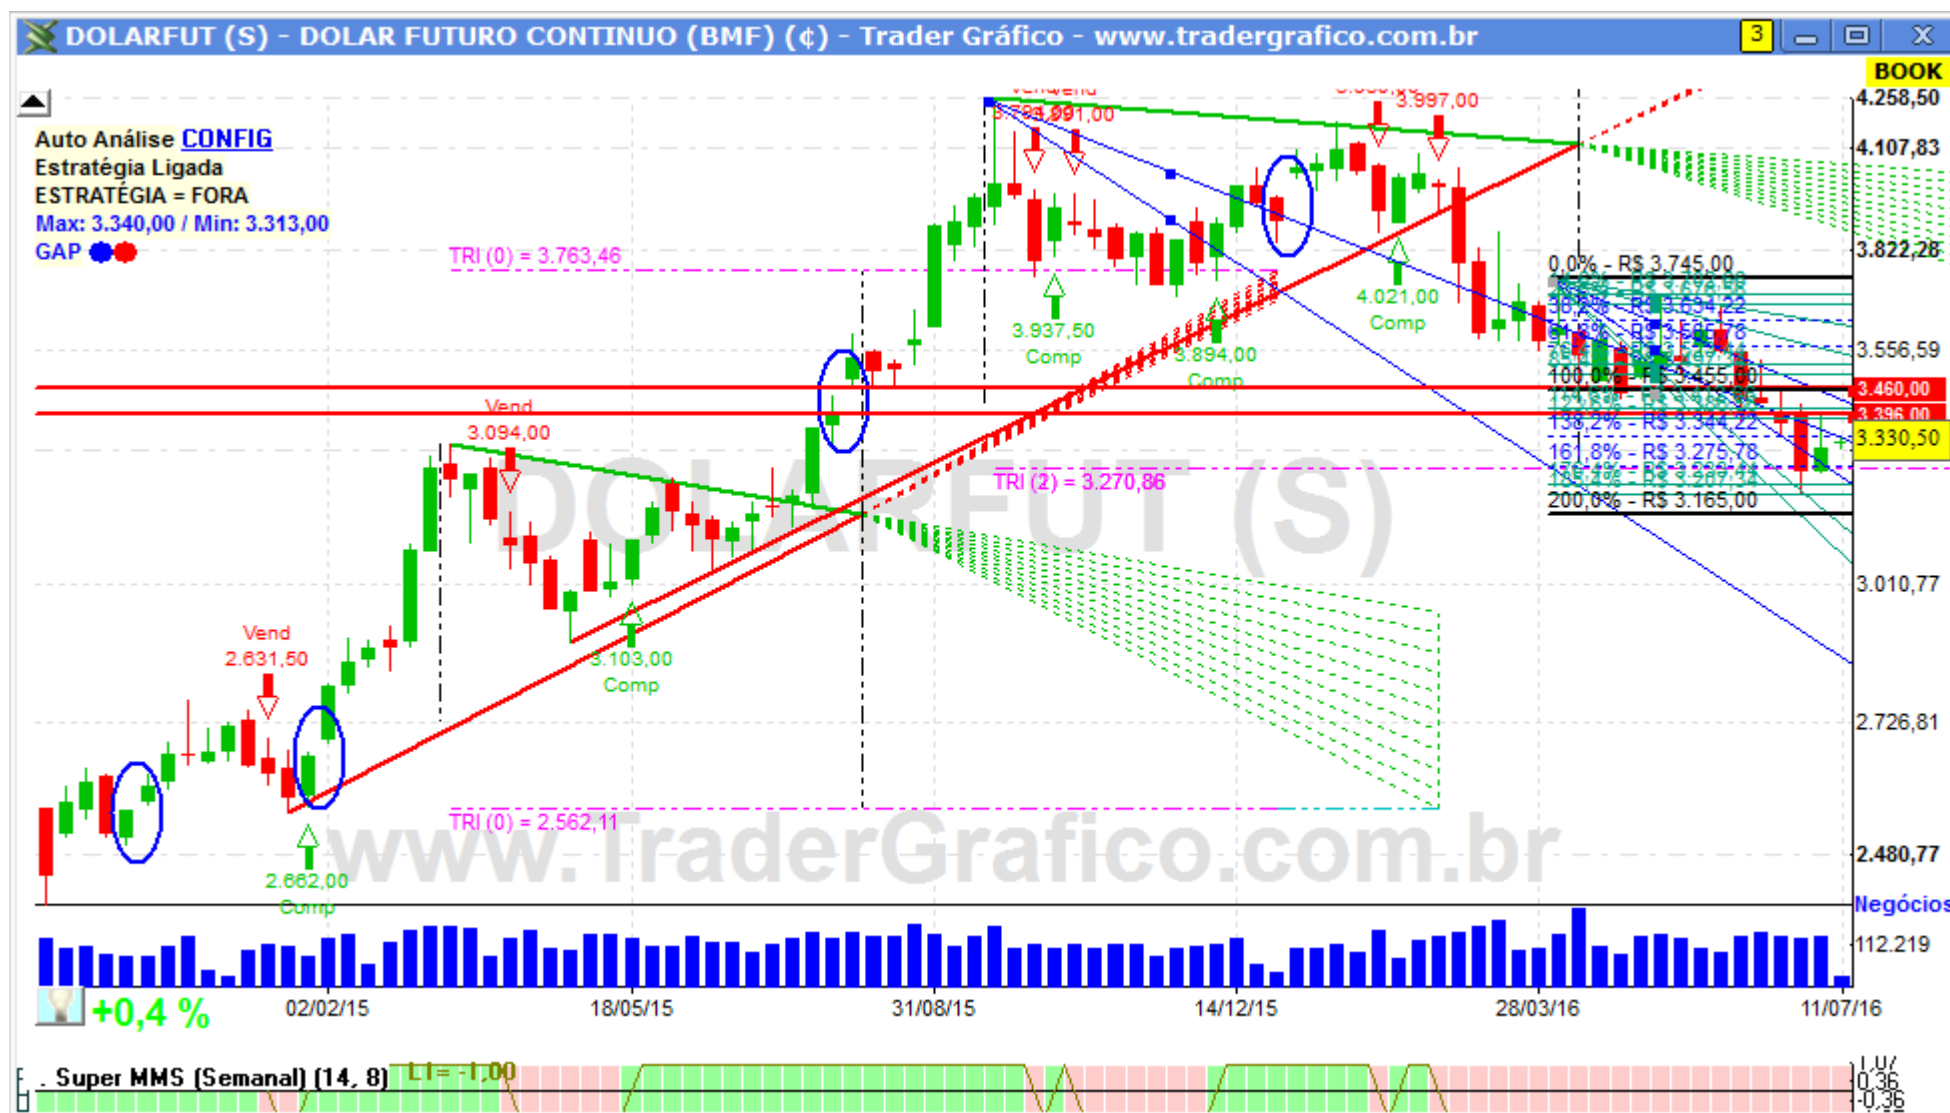 DOLARFUT (S) - DOLAR FUTURO CONTINUO (BMF) (¢) - Trader Gráfico - www.tradergrafico.com.br
3
BOOK
Auto Análise CONFIG
Estratégia Ligada
ESTRATÉGIA = FORA
Max: 3.340,00 / Min: 3.313,00
GAP
4.258,50
4.107,83
3.822,28
3.556,59
3.460,00
3.396,00
3.330,50
3.010,77
2.726,81
2.480,77
Negócios
112.219
3.997,00
TRI (0) = 3.763,46
3.937,50
Comp
3.894,00
Comp
4.021,00
Comp
0,0% - R$ 3.745,00
38,2% - R$ 3.634,22
100,0% - R$ 3.455,00
138,2% - R$ 3.344,22
161,8% - R$ 3.275,78
200,0% - R$ 3.165,00
Vend
3.094,00
DOLARFUT (S)
= 3.270,86
Vend
2.631,50
3.103,00
Comp
TRI (0) = 2.562,11
www.TraderGrafico.com.br
2.662,00
Comp
+0,4 %
02/02/15
18/05/15
31/08/15
14/12/15
28/03/16
11/07/16
. Super MMS (Semanal) (14, 8)
L1= -1,00
1,07
0,36
-0,36